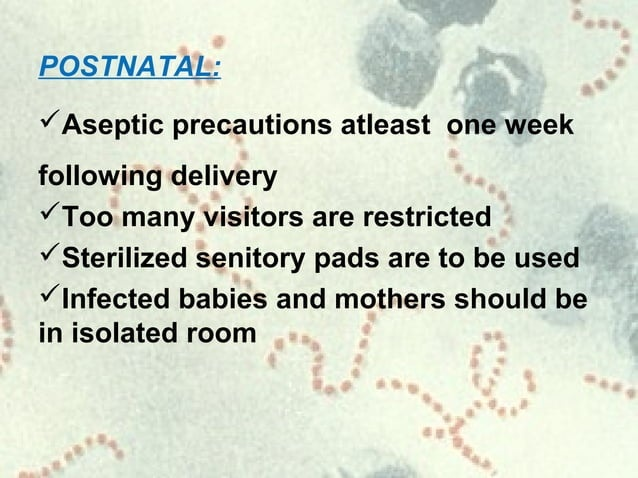 POSTNATAL:
✓Aseptic precautions atleast  one week
following delivery
✓Too many visitors are restricted
✓Sterilized senitory pads are to be used
✓Infected babies and mothers should be
in isolated room